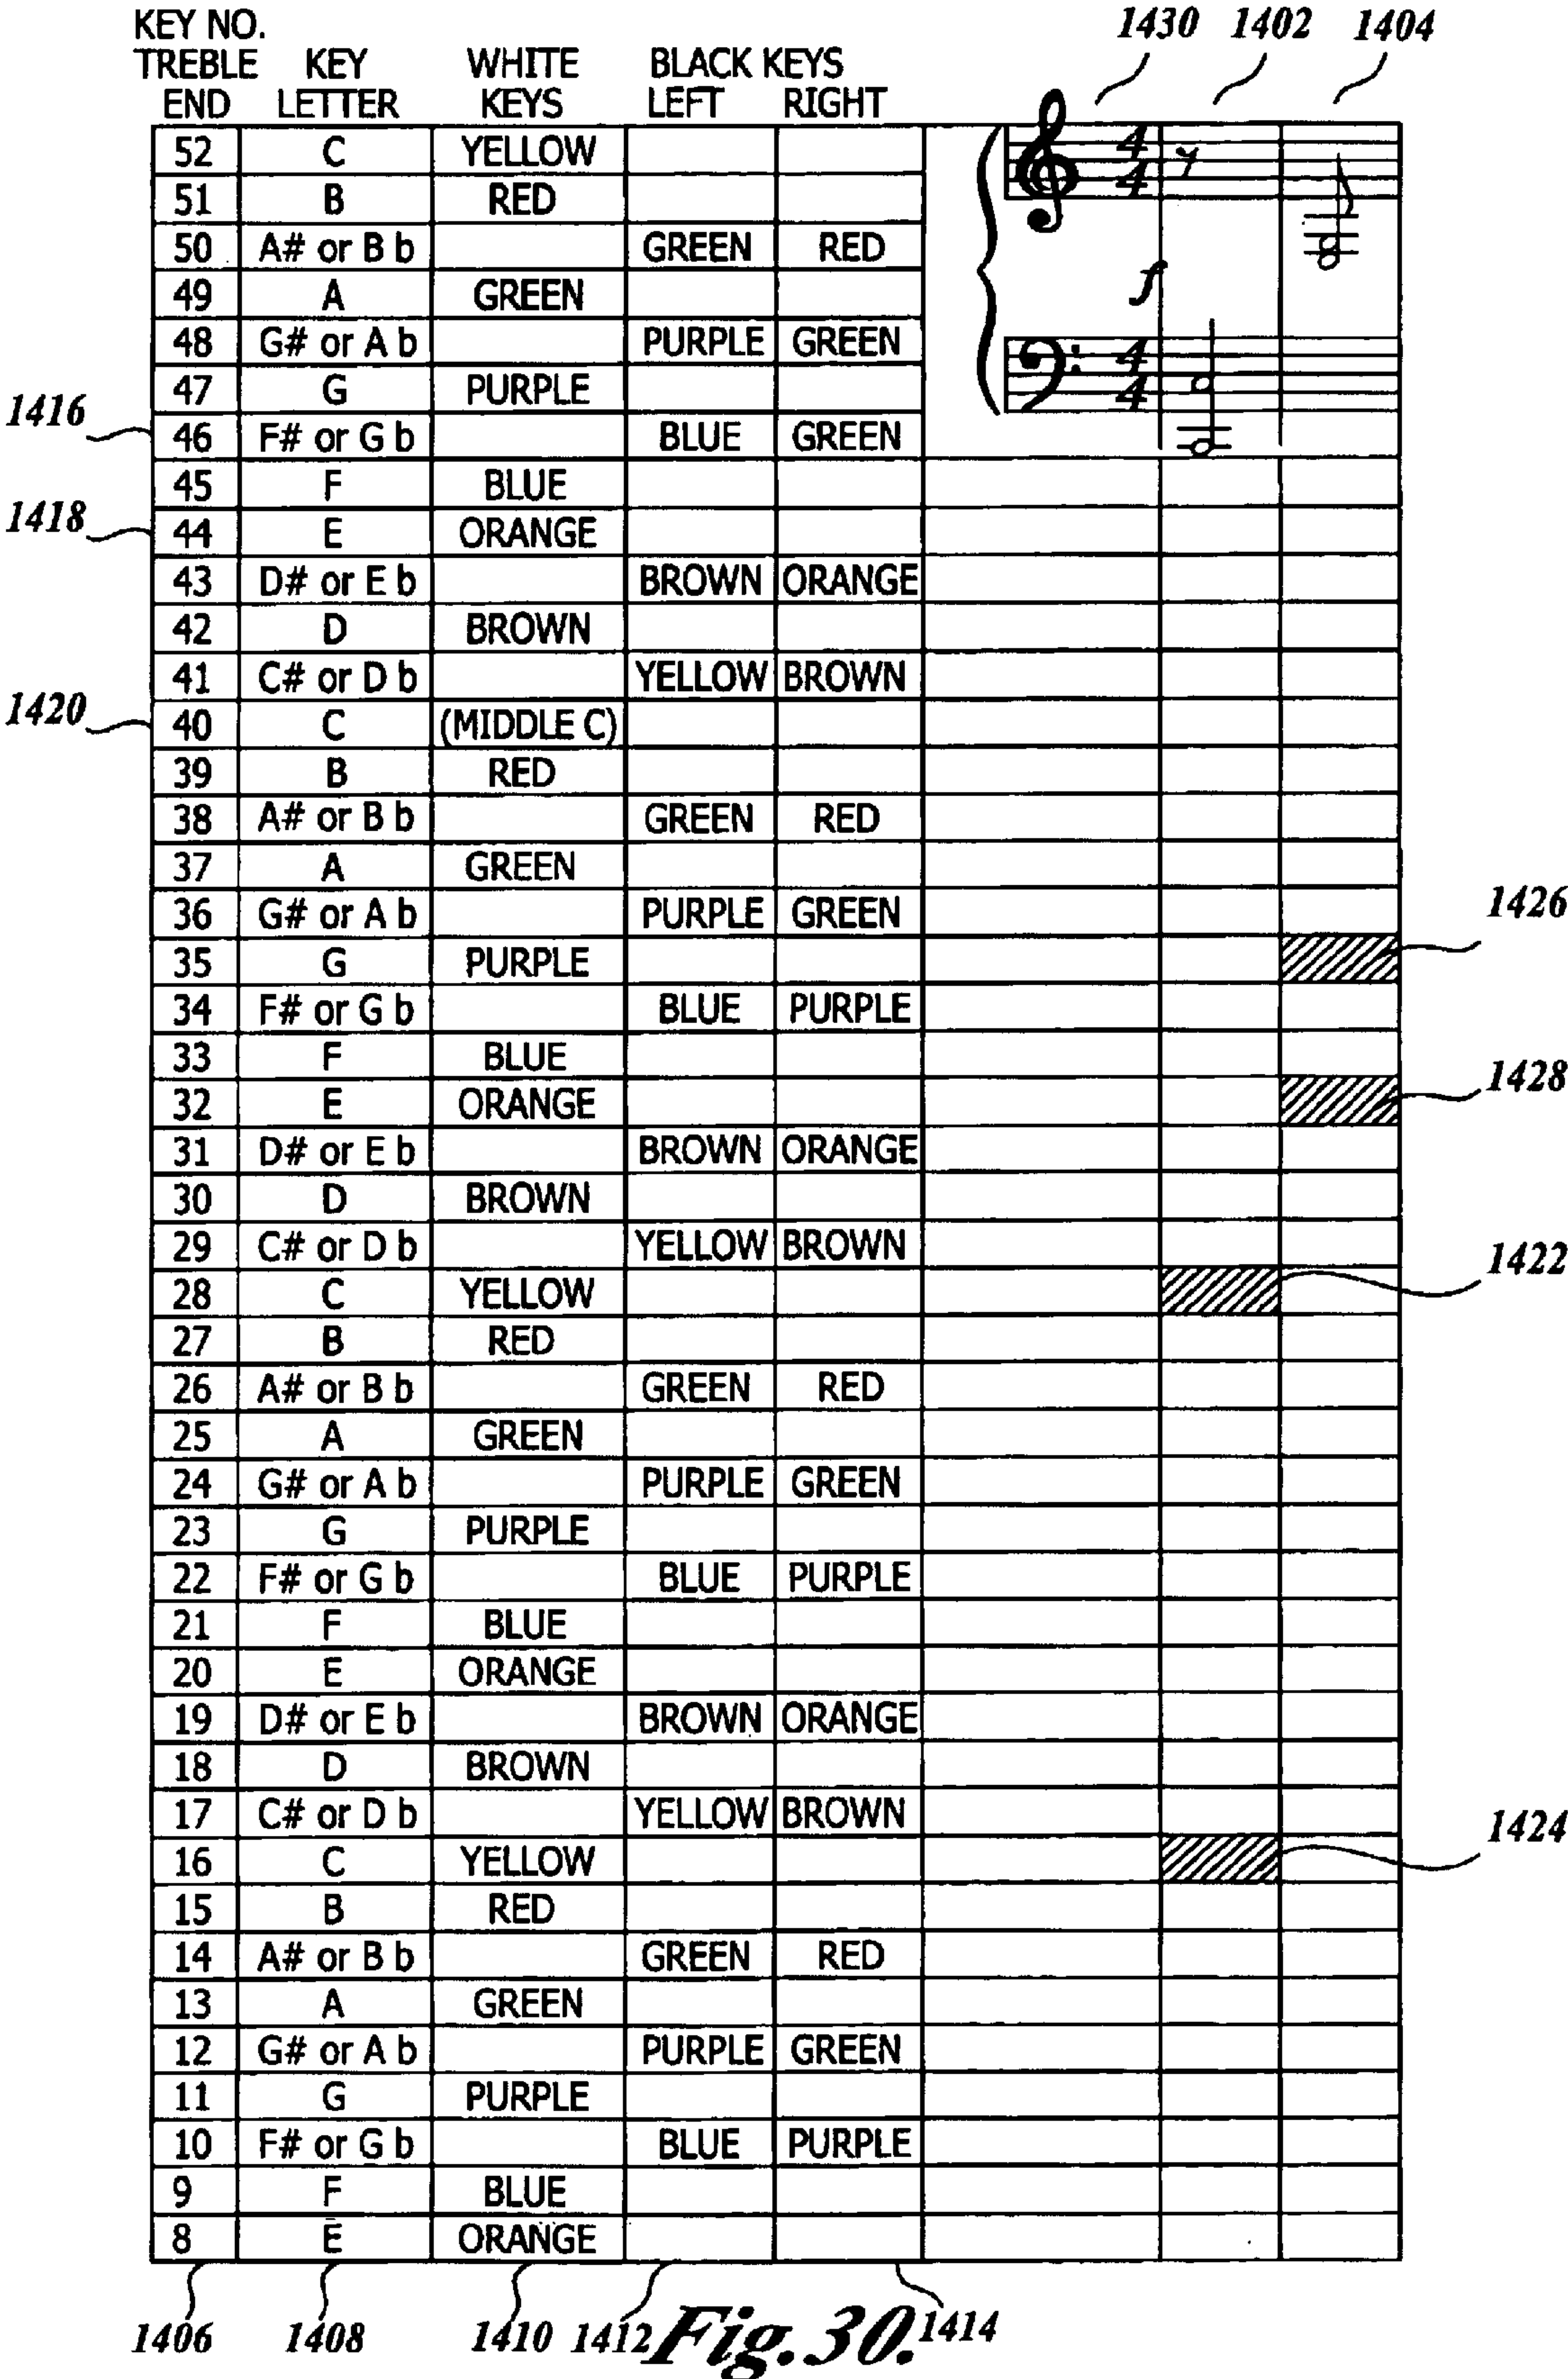 KEY NO. 1430 1402 1404
TREBLE KEY WHITE BLACK KEYS
END LETTER KEYS LEFT RIGHT
52 C YELLOW 4 4
51 B RED
50 A# or B b GREEN RED
49 A GREEN f
48 G# or A b PURPLE GREEN 4 4
47 G PURPLE
1416 46 F# or G b BLUE GREEN
45 F BLUE
1418 44 E ORANGE
43 D# or E b BROWN ORANGE
42 D BROWN
41 C# or D b YELLOW BROWN
1420 40 C (MIDDLE C)
39 B RED
38 A# or B b GREEN RED
37 A GREEN
36 G# or A b PURPLE GREEN 1426
35 G PURPLE
34 F# or G b BLUE PURPLE
33 F BLUE
32 E ORANGE 1428
31 D# or E b BROWN ORANGE
30 D BROWN
29 C# or D b YELLOW BROWN 1422
28 C YELLOW
27 B RED
26 A# or B b GREEN RED
25 A GREEN
24 G# or A b PURPLE GREEN
23 G PURPLE
22 F# or G b BLUE PURPLE
21 F BLUE
20 E ORANGE
19 D# or E b BROWN ORANGE
18 D BROWN
17 C# or D b YELLOW BROWN 1424
16 C YELLOW
15 B RED
14 A# or B b GREEN RED
13 A GREEN
12 G# or A b PURPLE GREEN
11 G PURPLE
10 F# or G b BLUE PURPLE
9 F BLUE
8 E ORANGE
1406 1408 1410 1412 Fig. 30. 1414